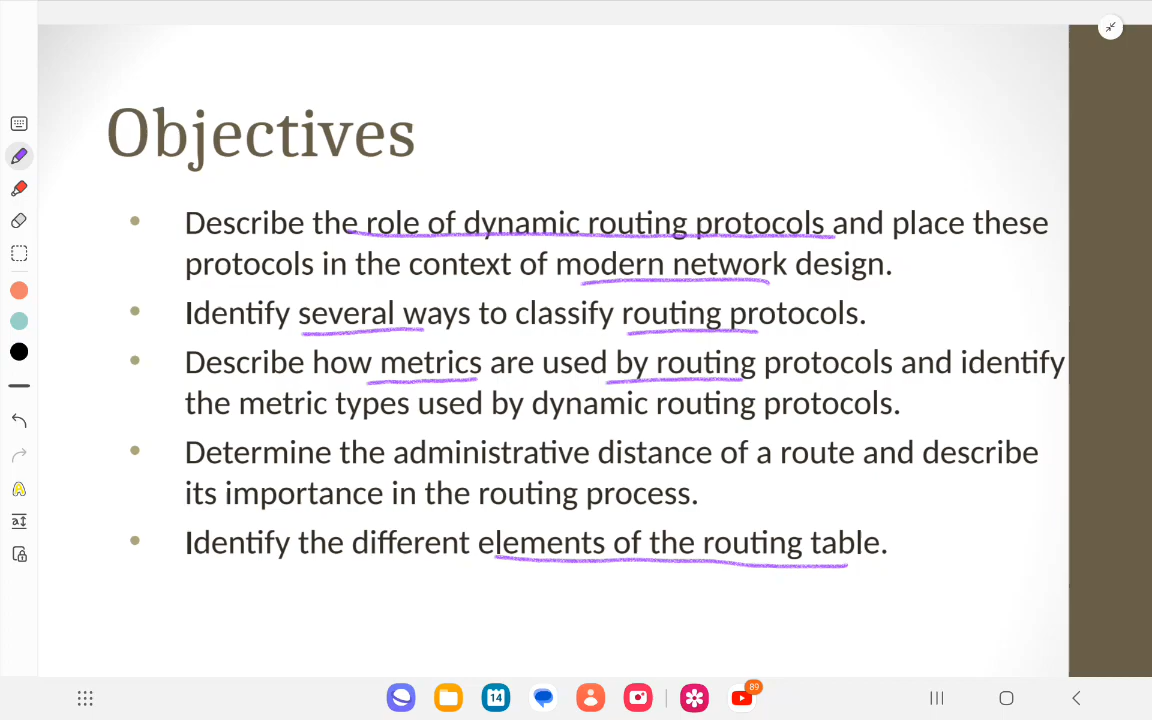 Objectives
• Describe the role of dynamic routing protocols and place these
protocols in the context of modern network design.
• Identify several ways to classify routing protocols.
• Describe how metrics are used by routing protocols and identify
the metric types used by dynamic routing protocols.
• Determine the administrative distance of a route and describe
its importance in the routing process.
• Identify the different elements of the routing table.
14
89